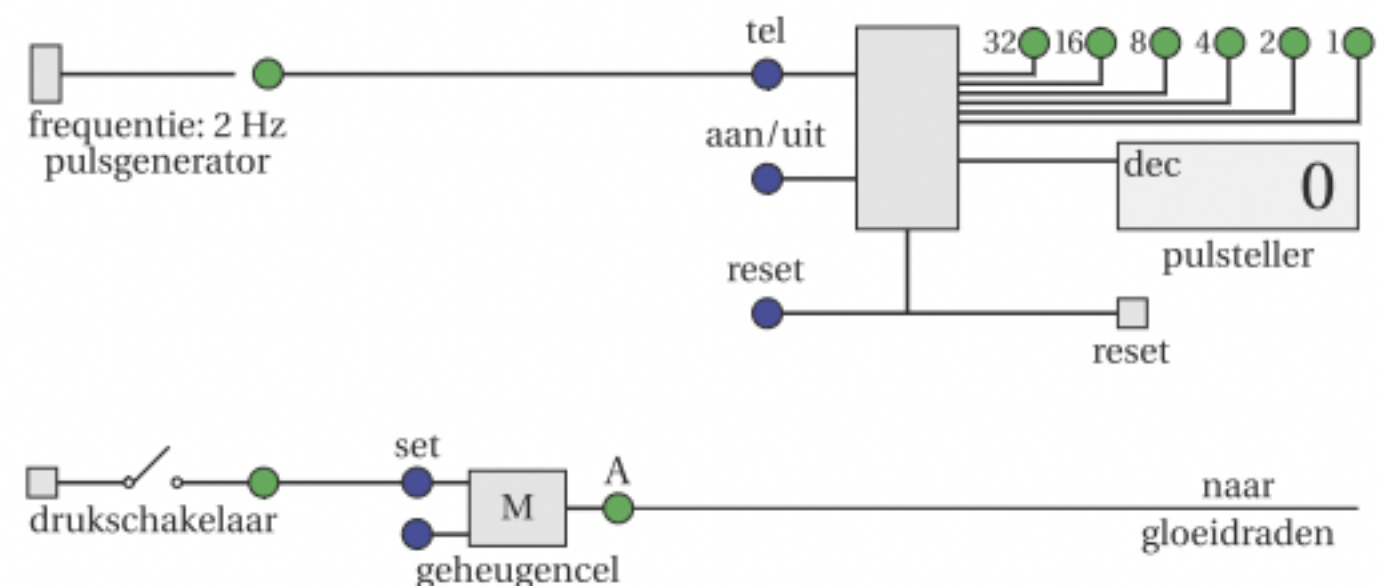 tel
32 16 8 4 2 1
frequentie: 2 Hz
pulsgenerator
aan/uit
dec
0
pulsteller
reset
reset
set
A
M
naar
gloeidraden
drukschakelaar
geheugencel